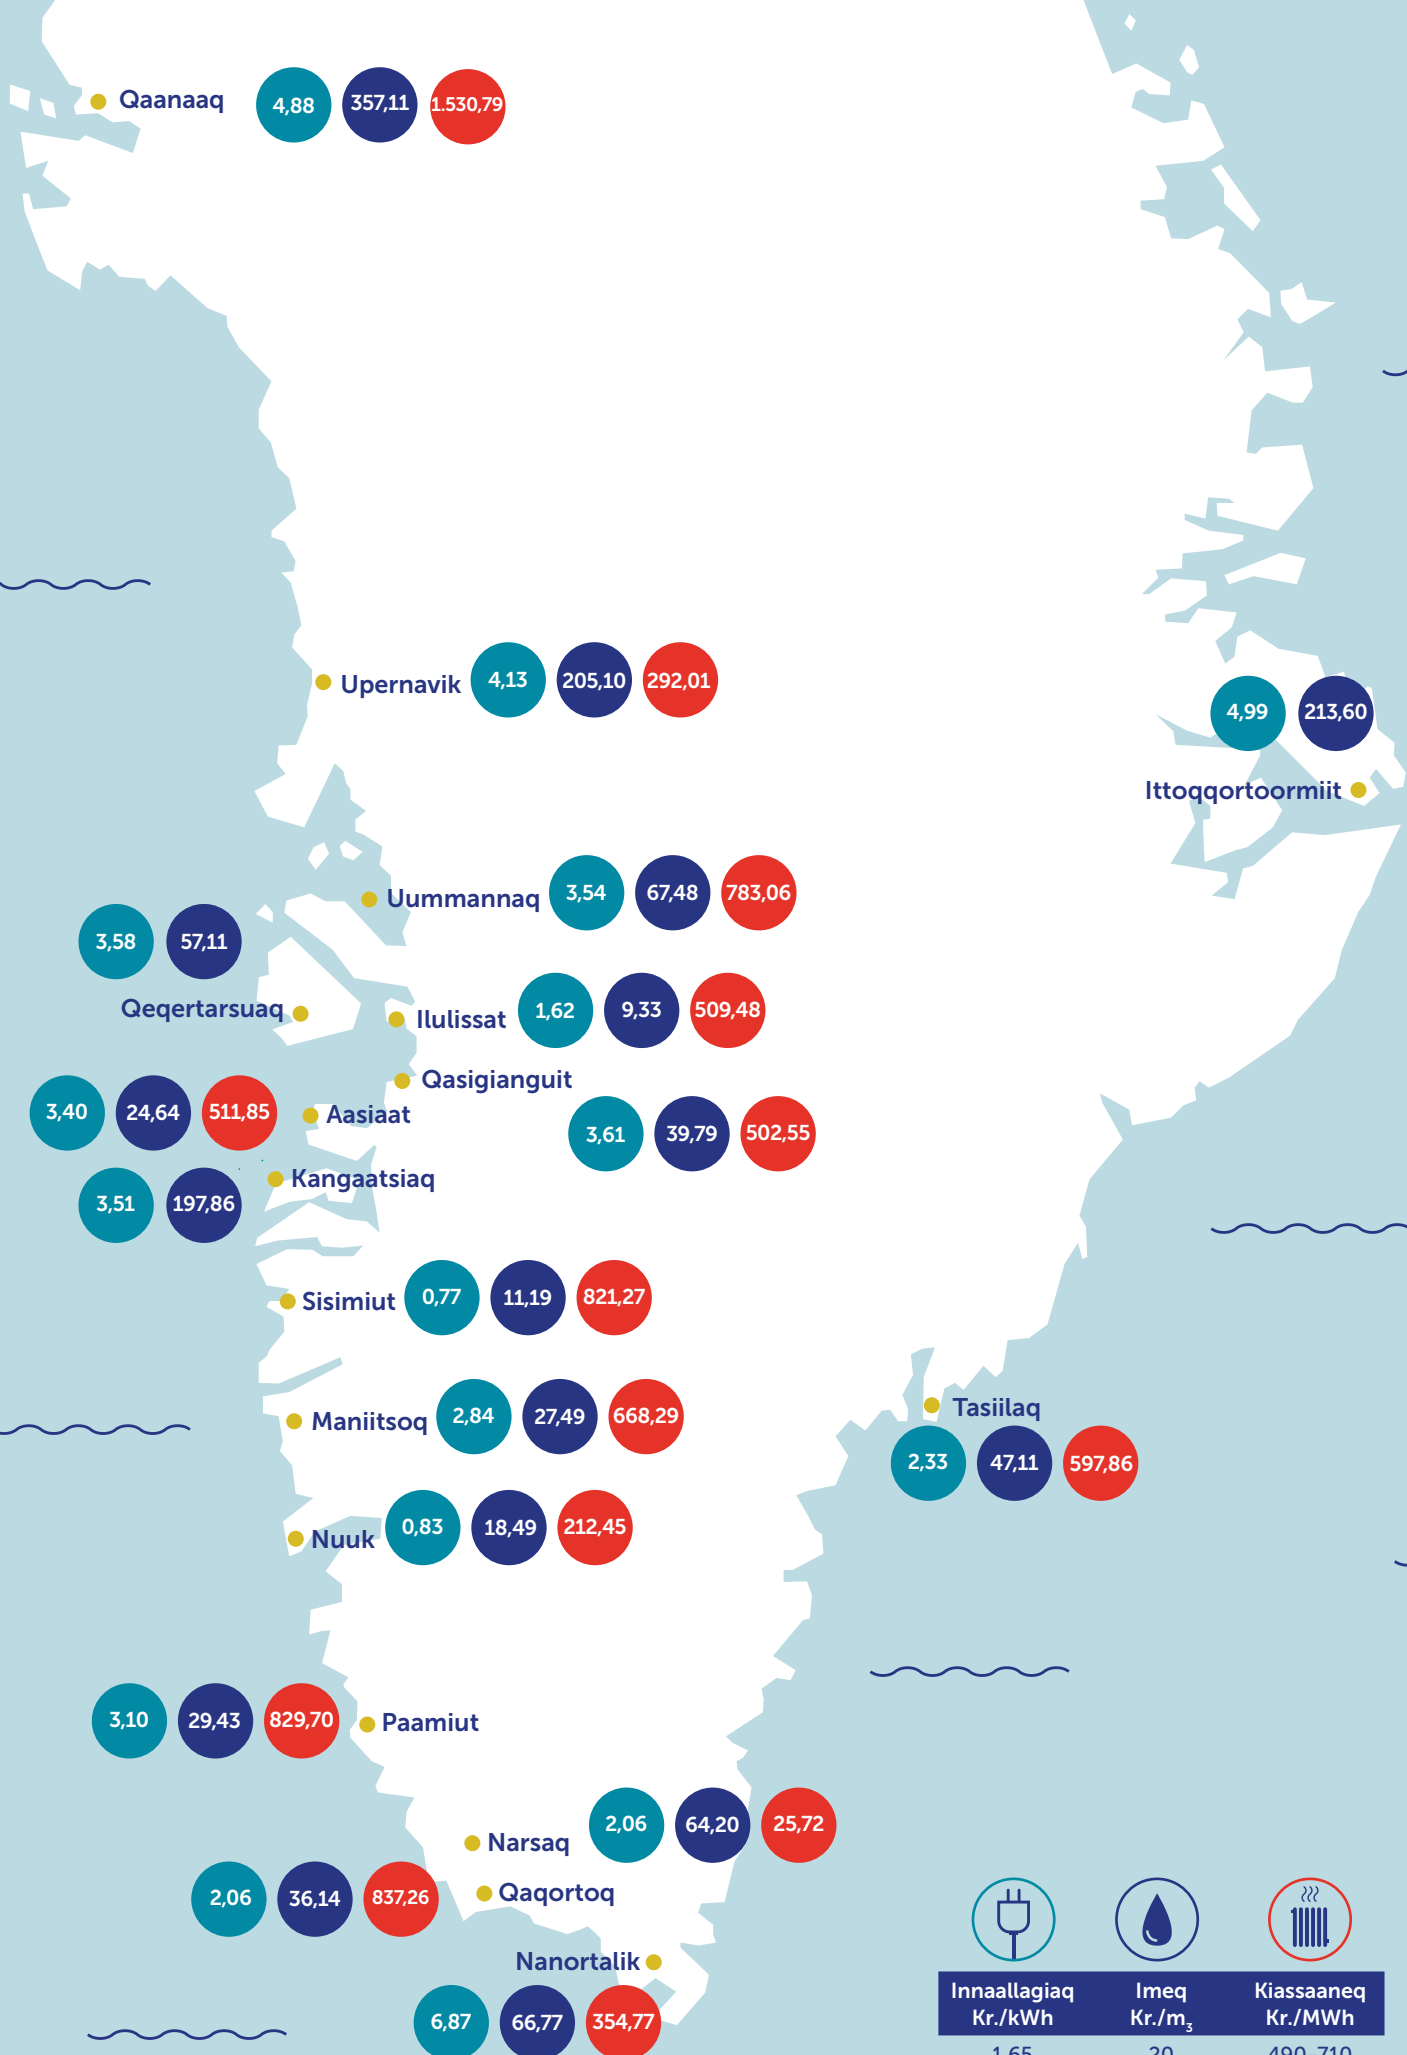 Qaanaaq 4,88 357,11 1.530,79
Upernavik 4,13 205,10 292,01
4,99 213,60
Ittoqqortoormiit
Uummannaq 3,54 67,48 783,06
3,58 57,11
Qeqertarsuaq
Ilulissat 1,62 9,33 509,48
Qasigianguit
3,61 39,79 502,55
3,40 24,64 511,85 Aasiaat
Kangaatsiaq
3,51 197,86
Sisimiut 0,77 11,19 821,27
Maniitsoq 2,84 27,49 668,29
Tasiilaq
2,33 47,11 597,86
Nuuk 0,83 18,49 212,45
3,10 29,43 829,70 Paamiut
Narsaq 2,06 64,20 25,72
2,06 36,14 837,26 Qaqortoq
Nanortalik
6,87 66,77 354,77
Innaallagiaq Imeq Kiassaaneq
Kr./kWh Kr./m₃ Kr./MWh
1,65 20 490-710